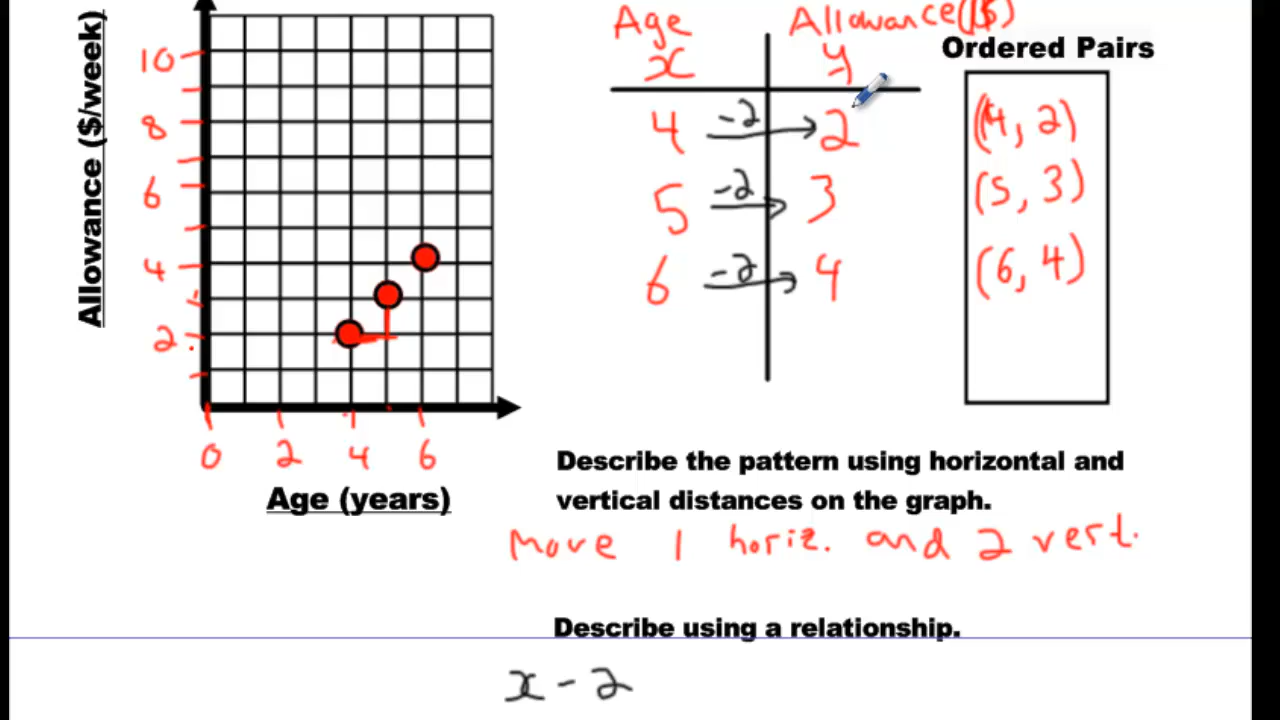 Allowance ($/week)
10
8
6
4
2
0 2 4 6
Age (years)
Age Allowance($)
x y
4 -2 2
5 -2 3
6 -2 4
Ordered Pairs
(4, 2)
(5, 3)
(6, 4)
Describe the pattern using horizontal and
vertical distances on the graph.
Move 1 horiz. and 2 vert.
Describe using a relationship.
x - 2